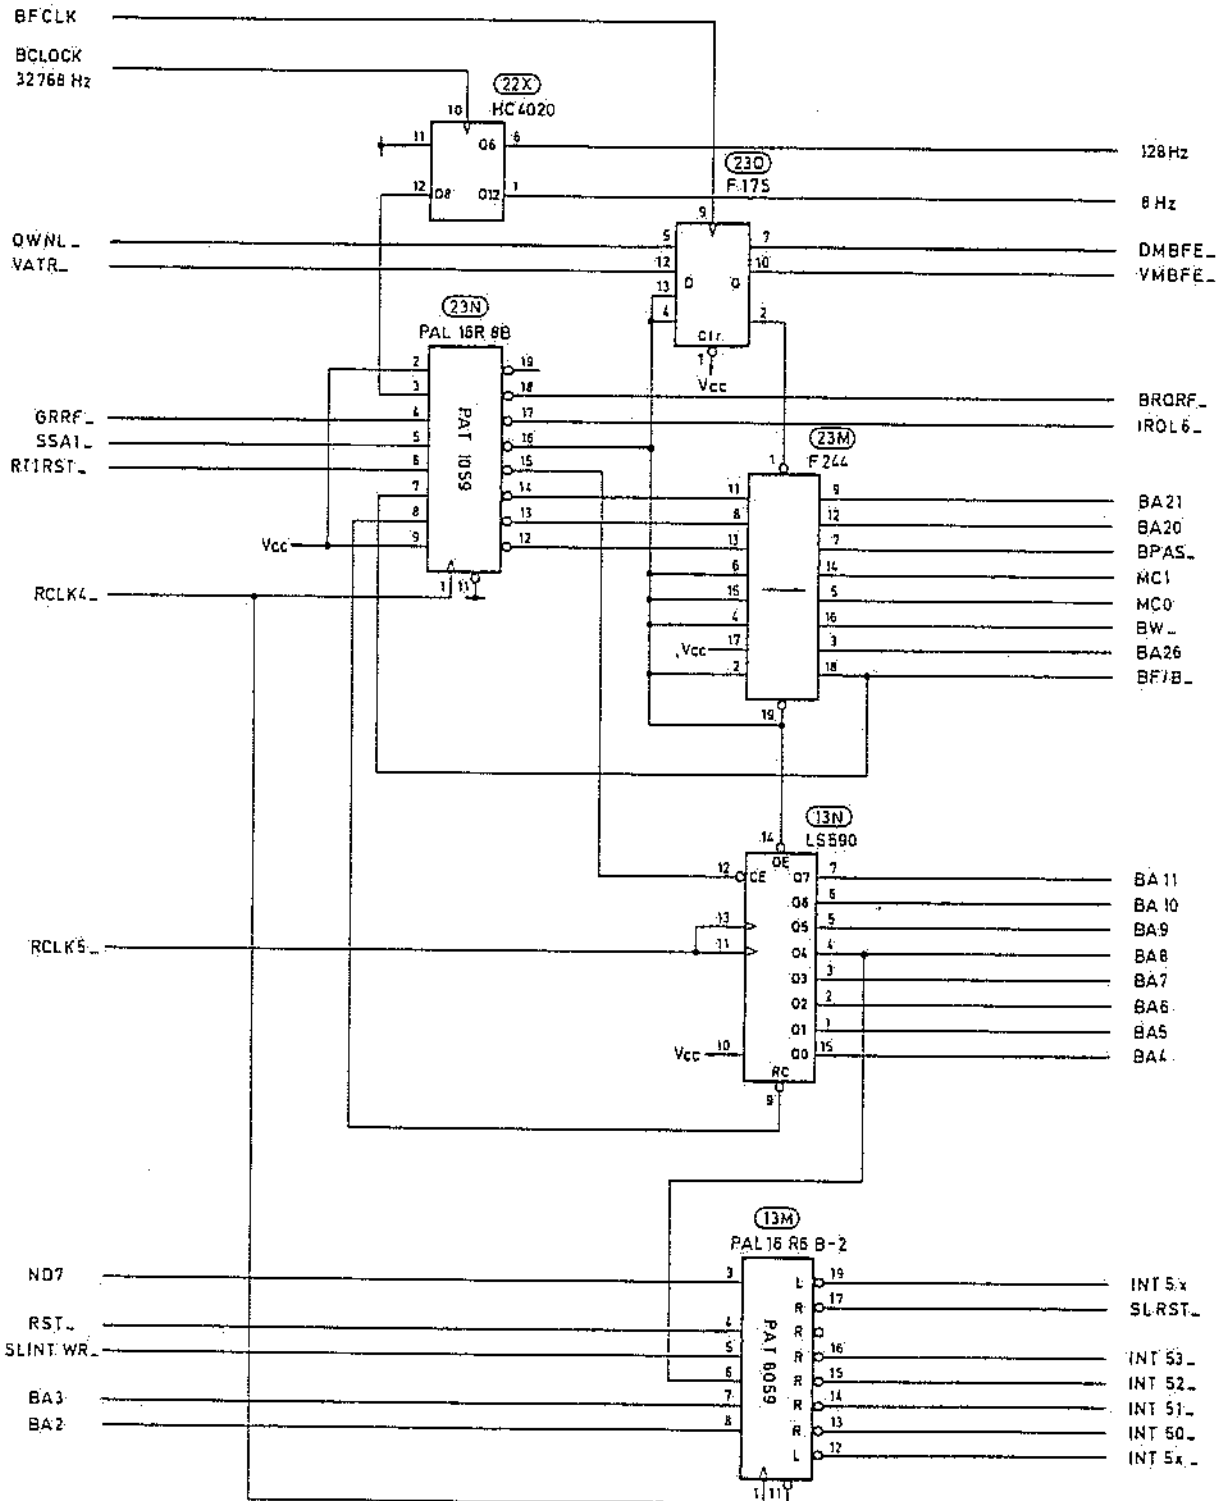 BFCLK
BCLOCK
32768 Hz
22X
HC4020
10
11 Q6 6
128Hz
12 Q8 Q12 1
8 Hz
23O
F 175
9
OWNL_ 5 7 DMBFE_
VATR_ 12 10 VMBFE_
13 D Q
4 2
Clr.
1
Vcc
23N
PAL 16R 8B
2 19
3 18 BRQRF_
GRRF_ 4 17 IRQL6_
SSA1_ 5 16
RT1RST_ 6 15
7 14
8 13
Vcc 9 12
PAT 1059
RCLK4_ 1 11
23M
F 244
1
11 9 BA21
8 12 BA20
13 7 BPAS_
6 14 MC1
15 5 MC0
4 16 BW_
Vcc 17 3 BA26
2 18
19
13N
LS590
14
OE
12 CE Q7 7 BA11
Q6 6 BA10
13 Q5 5 BA9
RCLK5_ 11 Q4 4 BA8
Q3 3 BA7
Q2 2 BA6
Q1 1 BA5
Vcc 10 Q0 15 BA4
RC
9
13M
PAL 16 R6 B-2
ND7 3 L 19 INT 5x
R 17 SLRST_
RST_ 4 R
SLINT WR_ 5 R 16 INT 53_
6 R 15 INT 52_
BA3 7 R 14 INT 51_
BA2 8 R 13 INT 50_
L 12 INT 5x_
PAT 6059
1 11